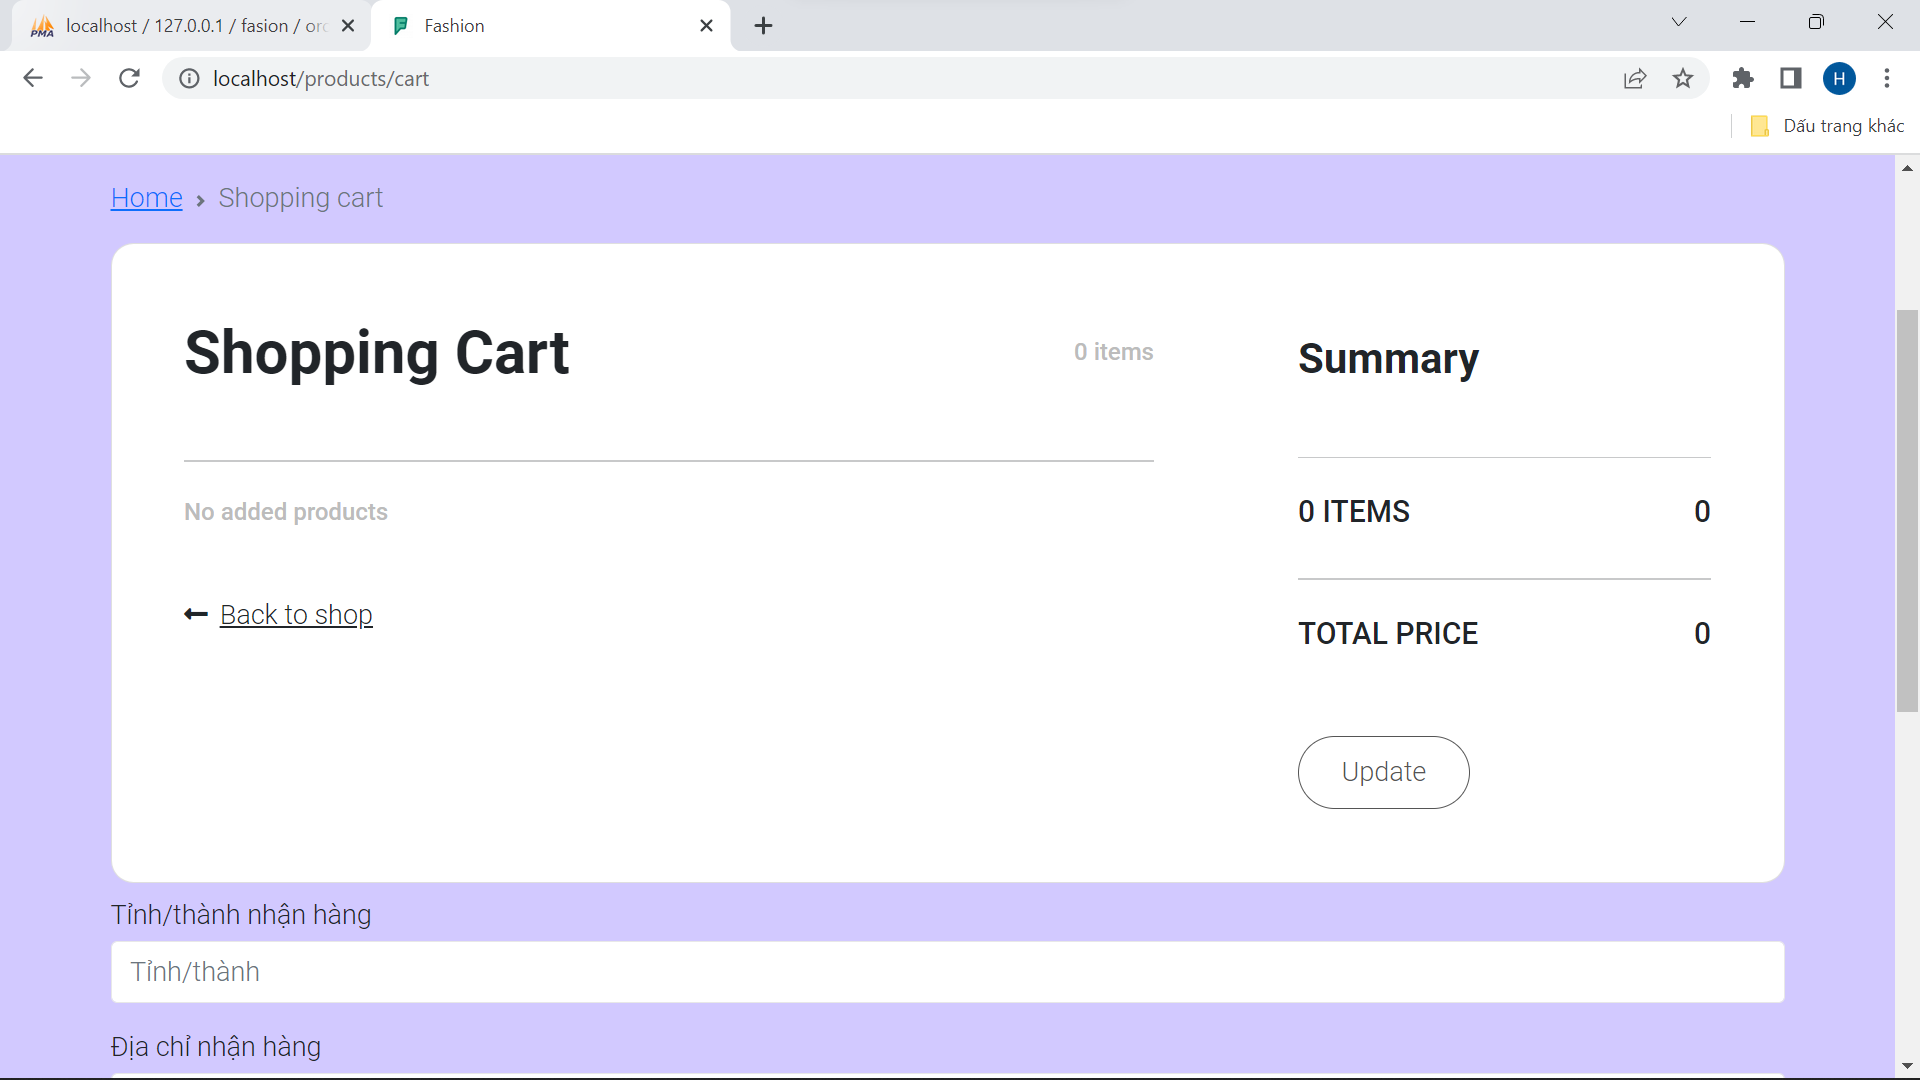 localhost / 127.0.0.1 / fasion / ord
Fashion
localhost/products/cart
H
Dấu trang khác
Home › Shopping cart
Shopping Cart
0 items
No added products
Back to shop
Summary
0 ITEMS 0
TOTAL PRICE 0
Update
Tỉnh/thành nhận hàng
Tỉnh/thành
Địa chỉ nhận hàng